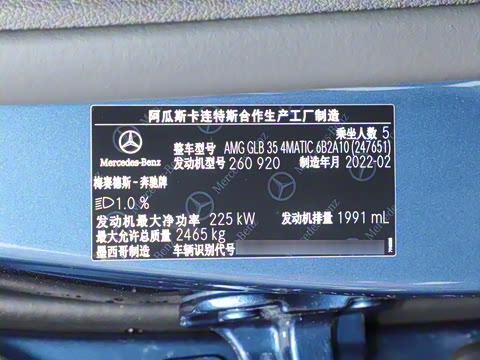 阿瓜斯卡连特斯合作生产工厂制造
乘坐人数 5
整车型号 AMG GLB 35 4MATIC 6B2A10 (247651)
Mercedes-Benz 发动机型号 260 920 制造年月 2022-02
梅赛德斯-奔驰牌
1.0 %
发动机最大净功率 225 kW 发动机排量 1991 mL
最大允许总质量 2465 kg
墨西哥制造 车辆识别代号